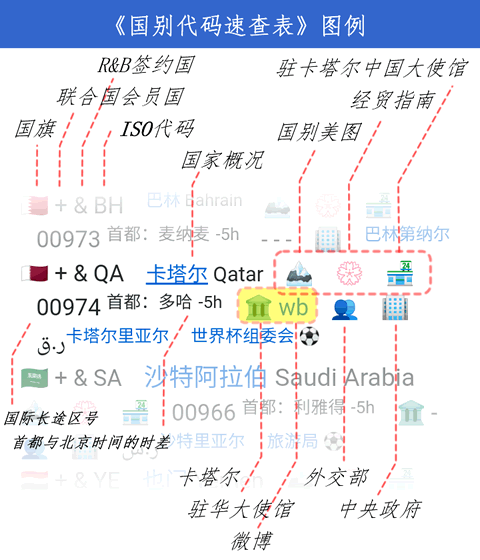 《国别代码速查表》图例
R&B签约国
驻卡塔尔中国大使馆
联合国会员国
经贸指南
国旗
ISO代码
国别美图
国家概况
+ & BH 巴林 Bahrain
00973 首都：麦纳麦 -5h --- 巴林第纳尔
+ & QA 卡塔尔 Qatar
24
00974 首都：多哈 -5h wb
ر.ق 卡塔尔里亚尔 世界杯组委会
+ & SA 沙特阿拉伯 Saudi Arabia
国际长途区号
00966 首都：利雅得 -5h -
首都与北京时间的时差
ر.س 沙特里亚尔 旅游局
卡塔尔
外交部
+ & YE 也门
驻华大使馆
中央政府
微博